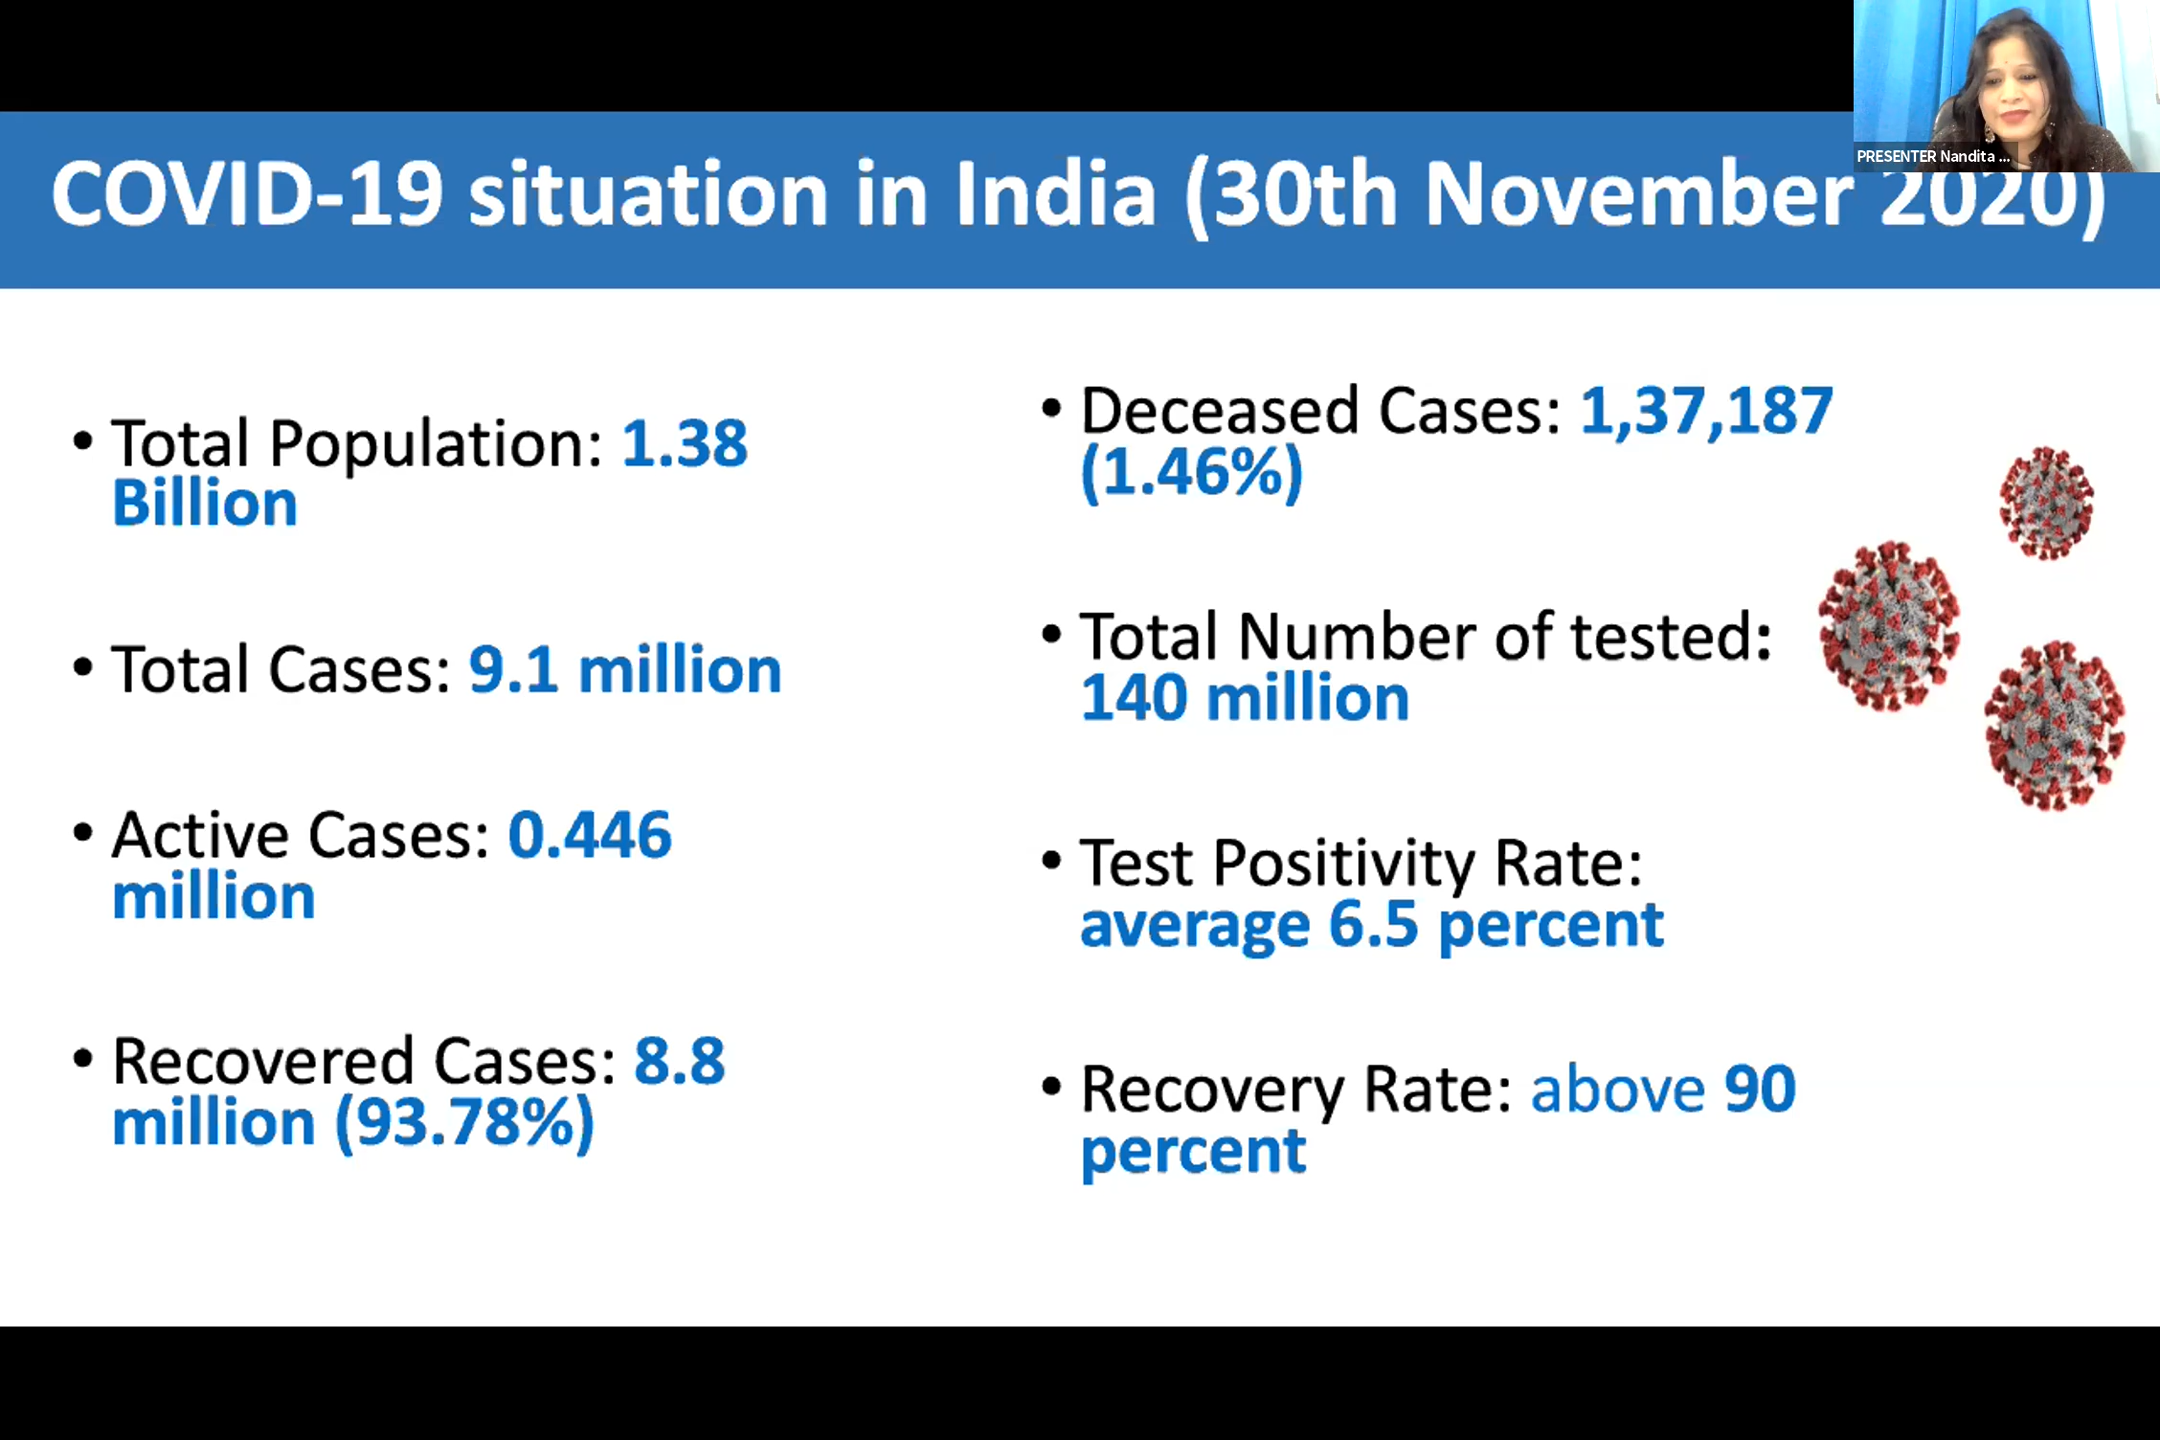 PRESENTER Nandita ...
COVID-19 situation in India (30th November 2020)
• Total Population: 1.38
Billion
• Total Cases: 9.1 million
• Active Cases: 0.446
million
• Recovered Cases: 8.8
million (93.78%)
• Deceased Cases: 1,37,187
(1.46%)
• Total Number of tested:
140 million
• Test Positivity Rate:
average 6.5 percent
• Recovery Rate: above 90
percent